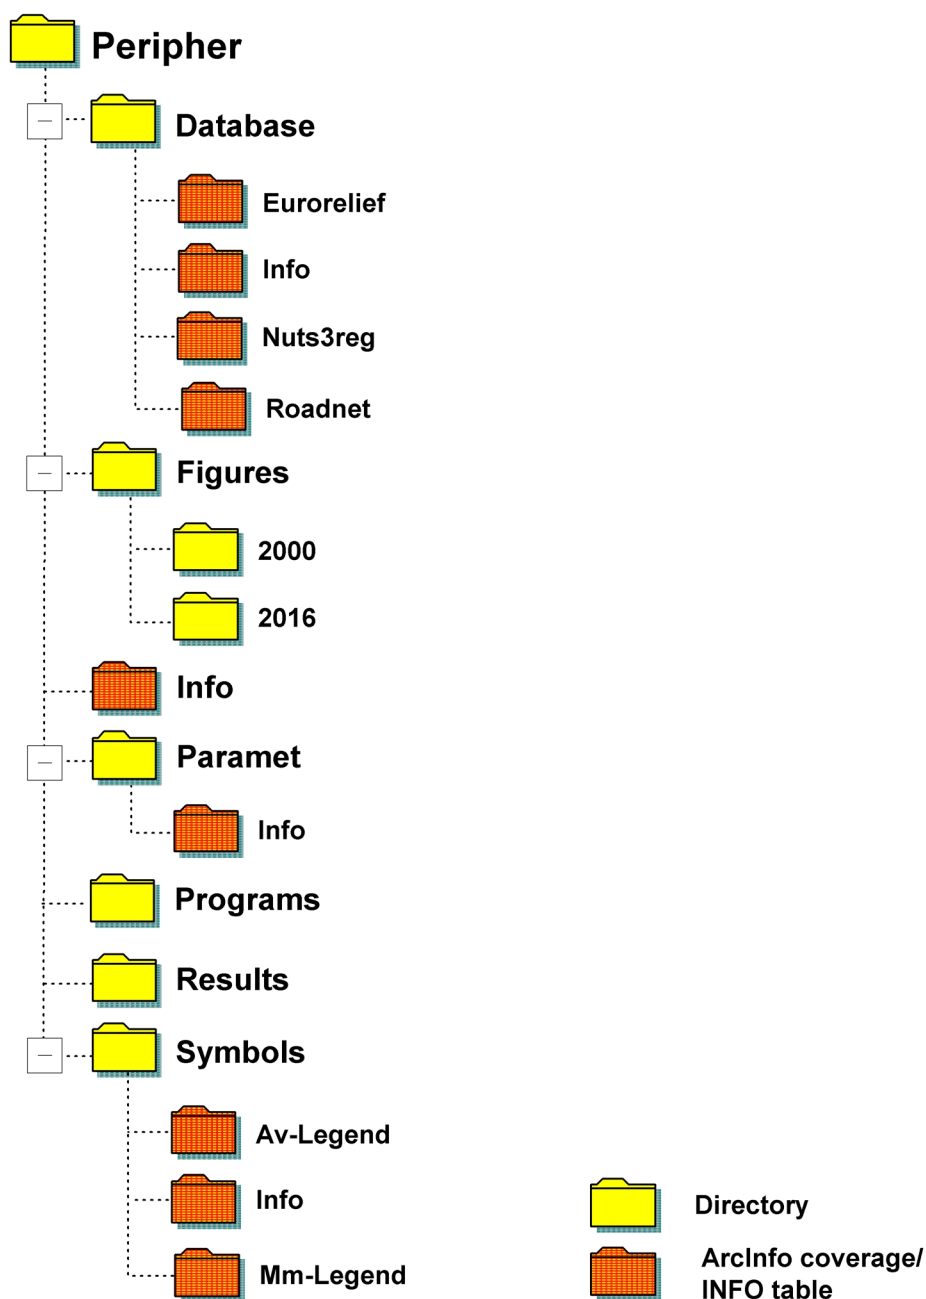 Peripher
Database
Eurorelief
Info
Nuts3reg
Roadnet
Figures
2000
2016
Info
Paramet
Info
Programs
Results
Symbols
Av-Legend
Info
Mm-Legend
Directory
ArcInfo coverage/
INFO table